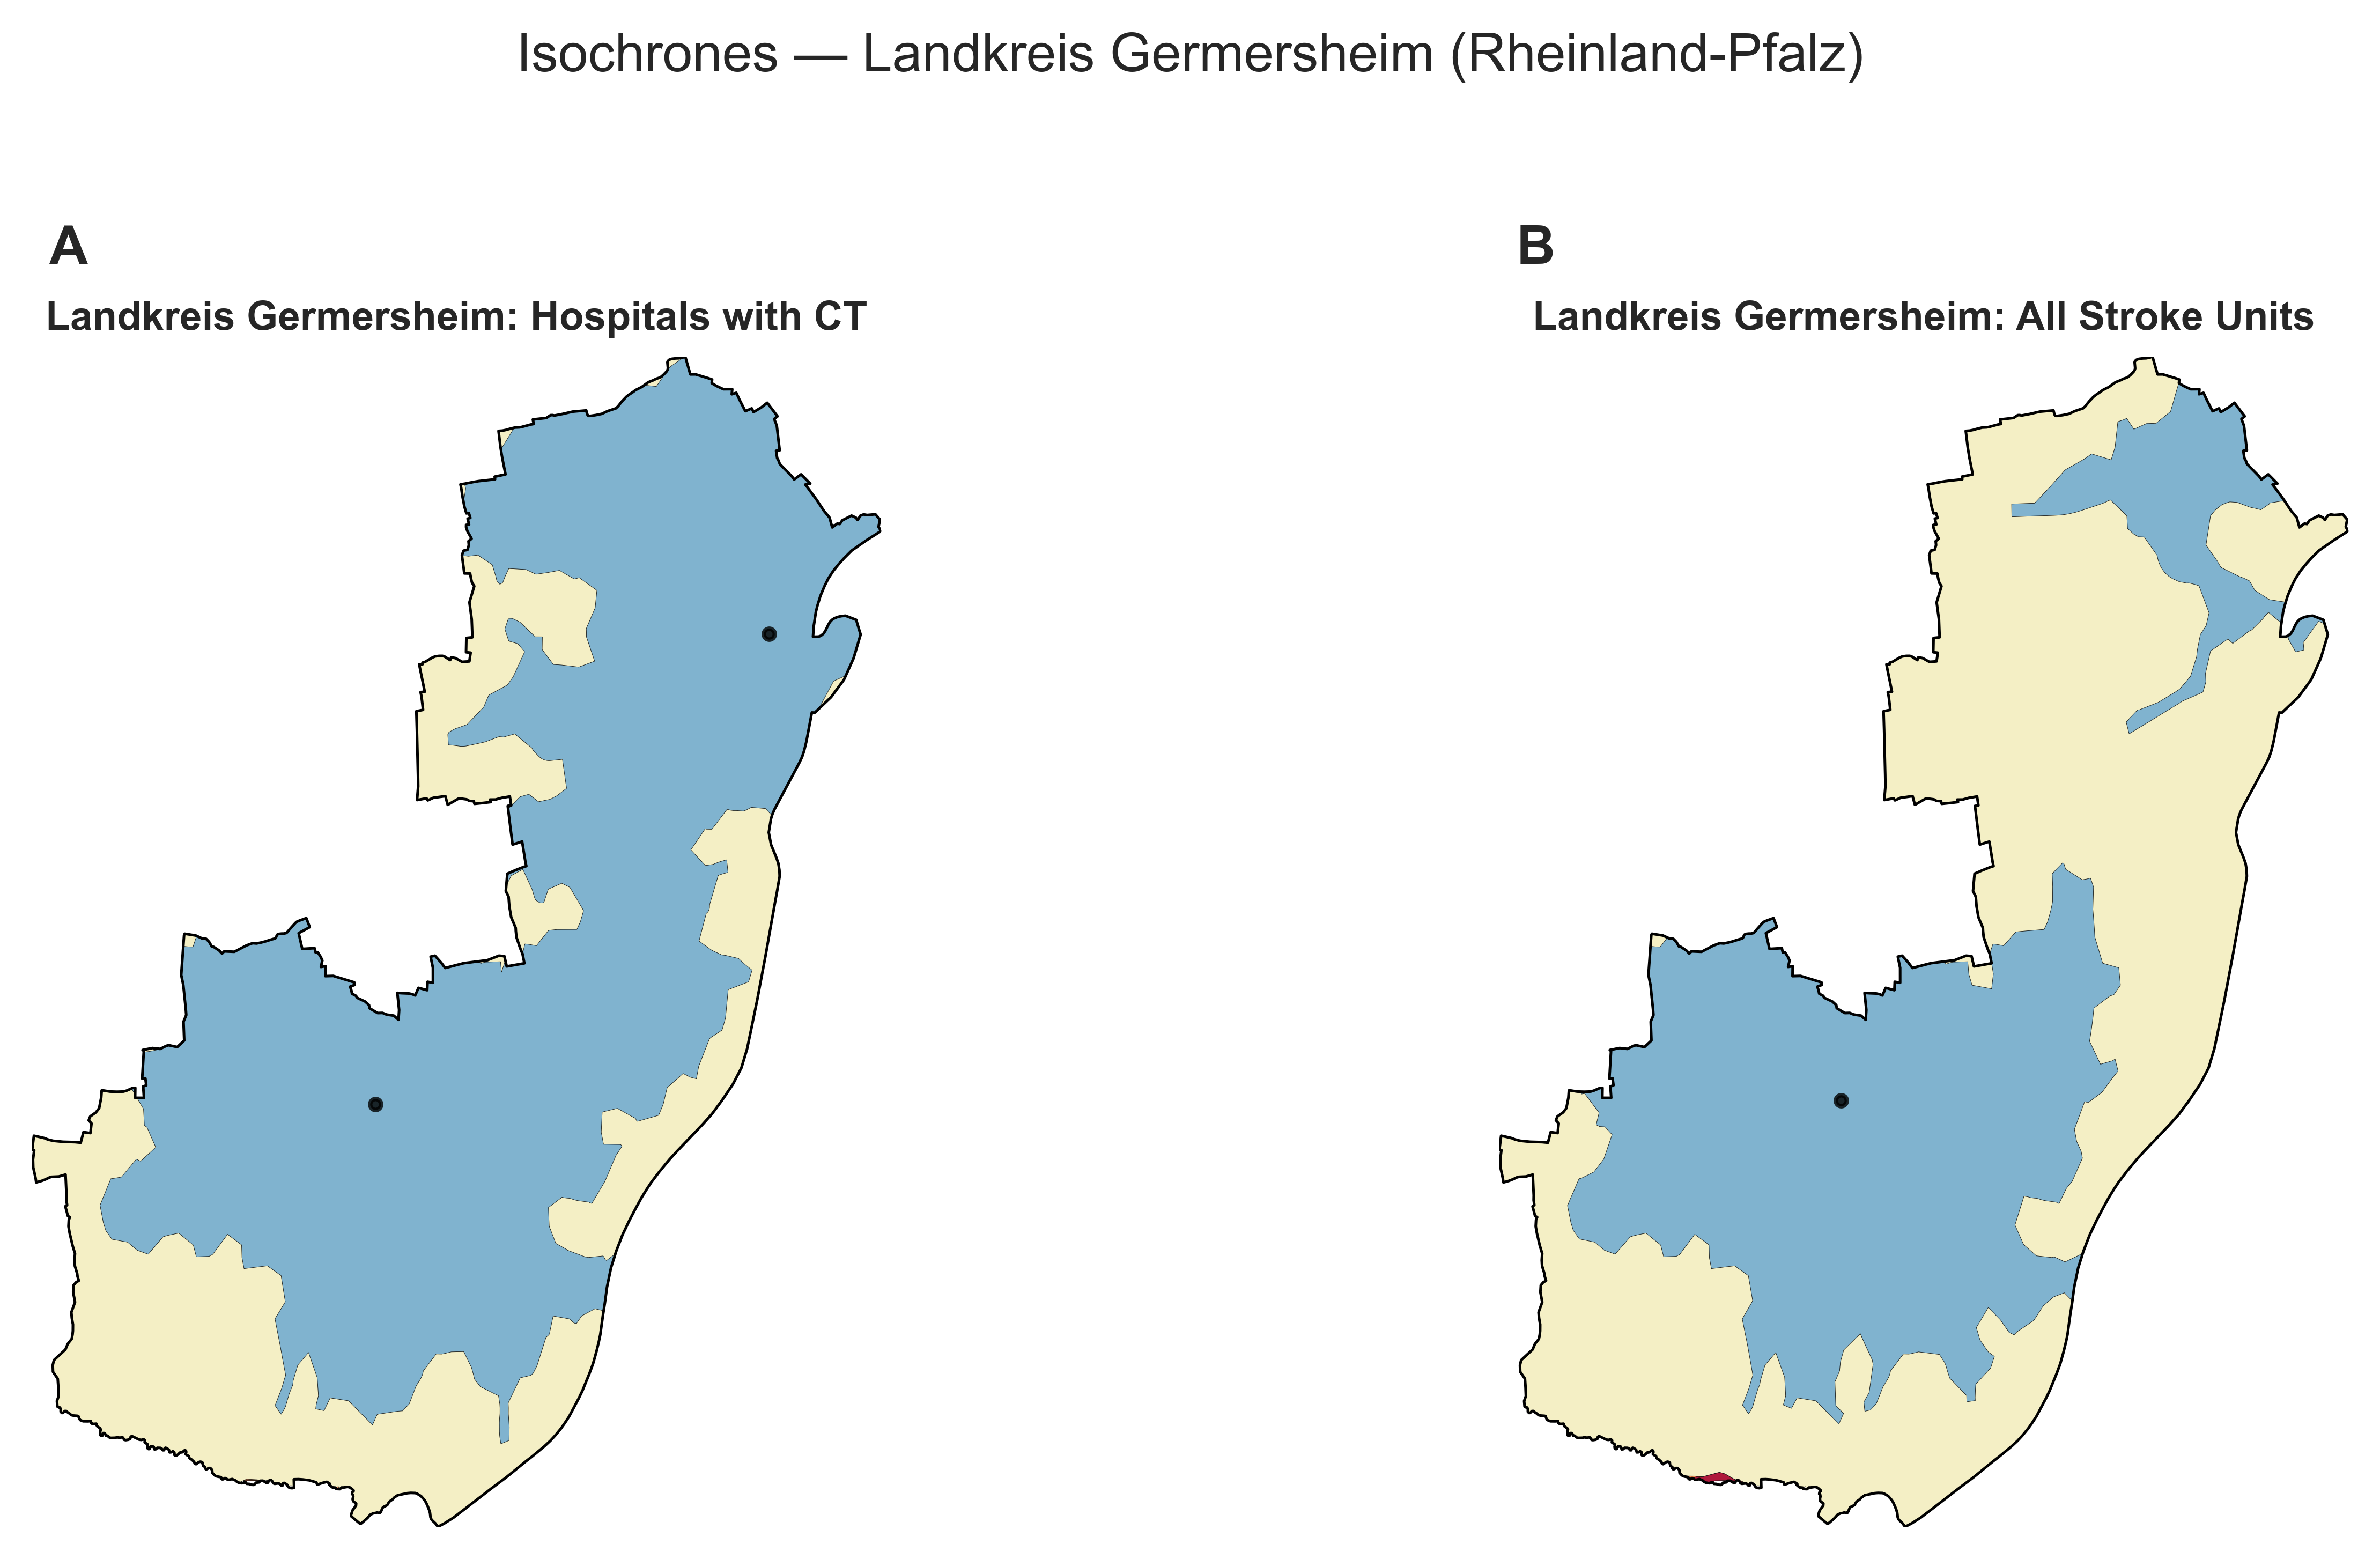 Isochrones — Landkreis Germersheim (Rheinland-Pfalz)
A
Landkreis Germersheim: Hospitals with CT
B
Landkreis Germersheim: All Stroke Units